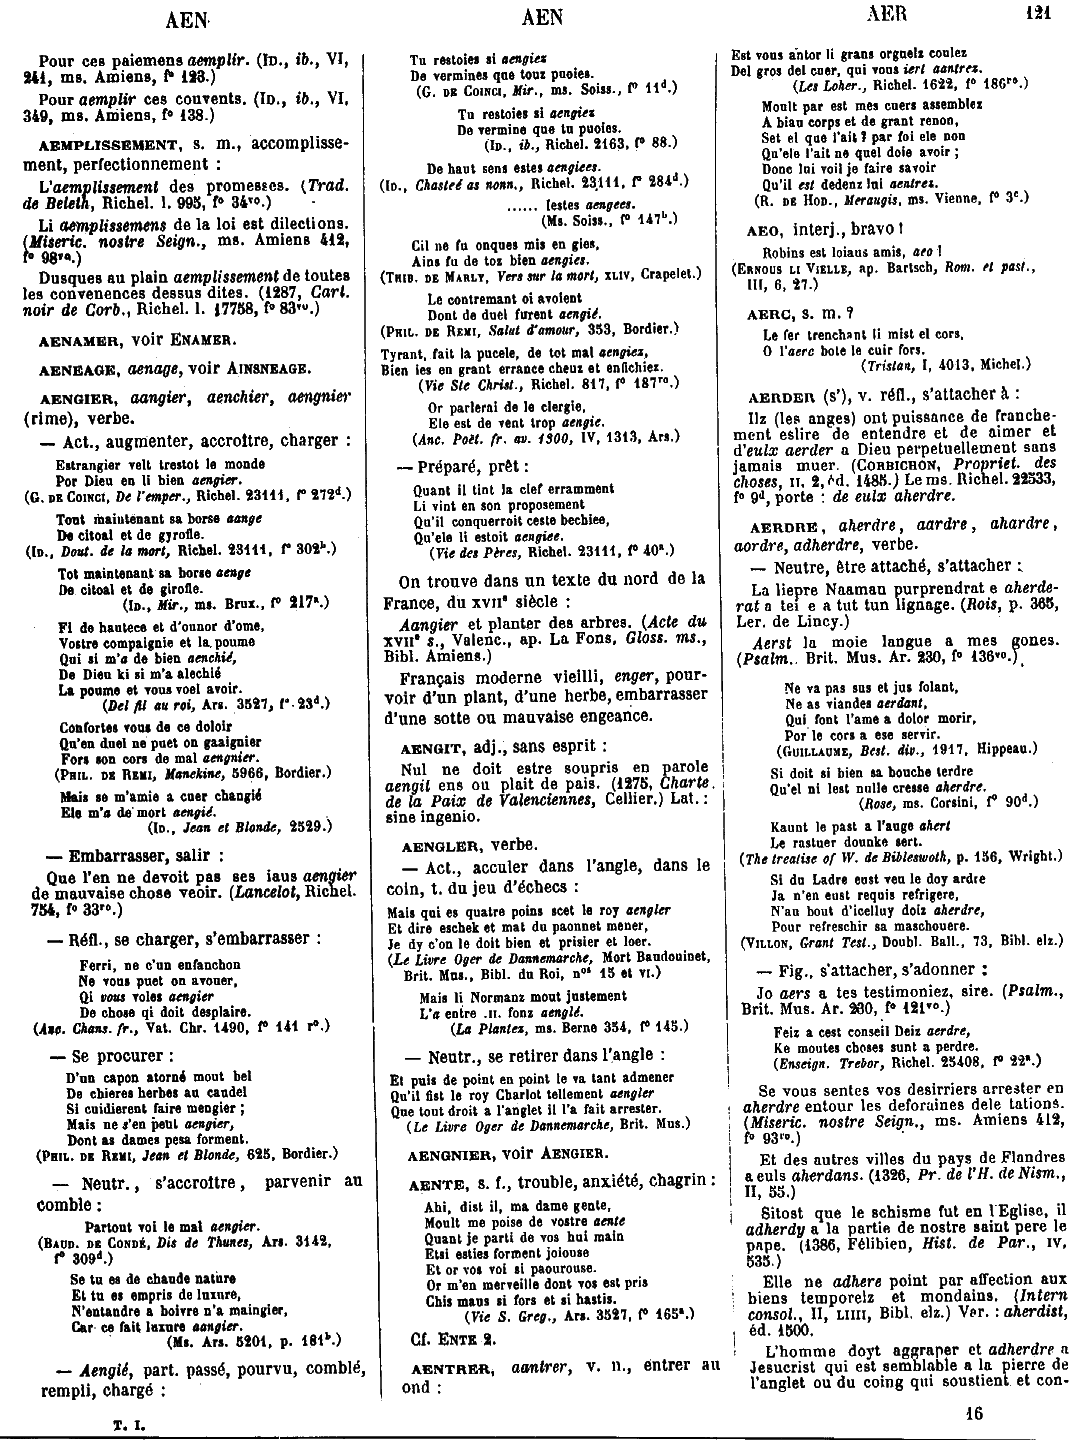 AEN
AEN
AER
121
Pour ces paiemens aemplir. (ID., ib., VI,
241, ms. Amiens, f° 123.)
Pour aemplir ces couvents. (ID., ib., VI,
349, ms. Amiens, f° 138.)
AEMPLISSEMENT, s. m., accomplisse-
ment, perfectionnement :
L'aemplissement des promesses. (Trad.
de Beleth, Richel. l. 995, f° 34ro.)
Li aemplissemens de la loi est dilections.
(Miseric. nostre Seign., ms. Amiens 412,
f° 98ro.)
Dusques au plain aemplissement de toutes
les convenences dessus dites. (1287, Cart.
noir de Corb., Richel. l. 17758, f° 83ro.)
AENAMER, voir ENAMER.
AENEAGE, aenage, voir AINSNEAGE.
AENGIER, aangier, aenchier, aengnier
(rime), verbe.
— Act., augmenter, accroître, charger :
Estrangier velt trestot le monde
Por Dieu en li bien aengier.
(G. DE COINCI, De l'emper., Richel. 23111, f° 272d.)
Tout maintenant sa borse aange
De citoal et de gyrofle.
(ID., Dout. de la mort, Richel. 23111, f° 302b.)
Tot maintenant sa borse aenge
De citoal et de girofle.
(ID., Mir., ms. Brux., f° 217a.)
Fi de hautece et d'onnor d'ome,
Vostre compaignie et la poume
Qui si m'a de bien aenchié,
De Dieu ki si m'a alechié
La poume et vous voel avoir.
(Del fil au roi, Ars. 3527, f° 23d.)
Confortes vous de ce doloir
Qu'en duel ne puet on gaaignier
Fors son cors de mal aengnier.
(PHIL. DE REMI, Manekine, 5966, Bordier.)
Mais se m'amie a cuer changié
Ele m'a de mort aengié.
(ID., Jean et Blonde, 2529.)
— Embarrasser, salir :
Que l'en ne devoit pas ses iaus aengier
de mauvaise chose veoir. (Lancelot, Richel.
754, f° 33ro.)
— Réfl., se charger, s'embarrasser :
Ferri, ne c'un enfanchon
Ne vous puet on avouer,
Qi vous voles aengier
De chose qi doit desplaire.
(Anc. Chans. fr., Vat. Chr. 1490, f° 141 r°.)
— Se procurer :
D'un capon atorné mout bel
De chieres herbes au caudel
Si cuidierent faire mengier ;
Mais ne s'en peut aengier,
Dont as dames pesa forment.
(PHIL. DE REMI, Jean et Blonde, 625, Bordier.)
— Neutr., s'accroître, parvenir au
comble :
Partout voi le mal aengier.
(BAUD. DE CONDÉ, Dis de Thunes, Ars. 3142,
f° 309d.)
Se tu es de chaude nature
Et tu es empris de luxure,
N'entandre a boivre n'a maingier,
Car ce fait luxure aangier.
(Ms. Ars. 5201, p. 181b.)
— Aengié, part. passé, pourvu, comblé,
rempli, chargé :
T. I.
Tu restoies si aengiez
De vermines que touz puoies.
(G. DE COINCI, Mir., ms. Soiss., f° 11d.)
Tu restoies si aengiez
De vermine que tu puoies.
(ID., ib., Richel. 2163, f° 88.)
De haut sens estes aengiees.
(ID., Chasteé as nonn., Richel. 23111, f° 284d.)
...... [estes aengees.
(Ms. Soiss., f° 147b.)
Cil ne fu onques mis en gies,
Ains fu de toz bien aengies.
(THIB. DE MARLY, Vers sur la mort, XLIV, Crapelet.)
Le contremant oi avoient
Dont de duel furent aengié.
(PHIL. DE REMI, Salut d'amour, 353, Bordier.)
Tyrant, fait la pucele, de tot mal aengiez,
Bien ies en grant errance cheuz et enfichiez.
(Vie Ste Christ., Richel. 817, f° 187ro.)
Or parlerai de le clergie,
Ele est de vent trop aengie.
(Anc. Poët. fr. av. 1300, IV, 1313, Ars.)
— Préparé, prêt :
Quant il tint la clef erramment
Li vint en son proposement
Qu'il conquerroit ceste bechiee,
Qu'ele li estoit aengiee.
(Vie des Pères, Richel. 23111, f° 40a.)
On trouve dans un texte du nord de la
France, du XVIIe siècle :
Aangier et planter des arbres. (Acte du
XVIIe s., Valenc., ap. La Fons, Gloss. ms.,
Bibl. Amiens.)
Français moderne vieilli, enger, pour-
voir d'un plant, d'une herbe, embarrasser
d'une sotte ou mauvaise engeance.
AENGIT, adj., sans esprit :
Nul ne doit estre soupris en parole
aengit ens ou plait de pais. (1275, Charte
de la Paix de Valenciennes, Cellier.) Lat. :
sine ingenio.
AENGLER, verbe.
— Act., acculer dans l'angle, dans le
coin, t. du jeu d'échecs :
Mais qui es quatre poins scet le roy aengler
Et dire eschek et mat du paonnet mener,
Je dy c'on le doit bien et prisier et loer.
(Le Livre Oger de Dannemarche, Mort Baudouinet,
Brit. Mus., Bibl. du Roi, nos 15 et VI.)
Mais li Normanz mout justement
L'a entre .II. fonz aenglé.
(La Plantez, ms. Berne 354, f° 145.)
— Neutr., se retirer dans l'angle :
Et puis de point en point le va tant admener
Qu'il fist le roy Charlot tellement aengler
Que tout droit a l'anglet il l'a fait arrester.
(Le Livre Oger de Dannemarche, Brit. Mus.)
AENGNIER, voir AENGIER.
AENTE, s. f., trouble, anxiété, chagrin :
Ahi, dist il, ma dame gente,
Moult me poise de vostre aente
Quant je parti de vos hui main
Etsi esties forment joiouse
Et or vos voi si paourouse.
Or m'en merveille dont vos est pris
Chis maus si fors et si hastis.
(Vie S. Greg., Ars. 3527, f° 165a.)
Cf. ENTE 2.
AENTRER, aantrer, v. n., entrer au
ond :
Est vous antor li grans orguelz coulez
Del gros del cuer, qui vous iert aantrez.
(Les Loher., Richel. 1622, f° 186ro.)
Moult par est mes cuers assemblez
A biau corps et de grant renon,
Set el que l'ait ? par foi ele non
Qu'ele l'ait ne quel doie avoir ;
Donc lui voil je faire savoir
Qu'il est dedenz lui aentrez.
(R. DE HOD., Meraugis, ms. Vienne, f° 3c.)
AEO, interj., bravo !
Robins est loiaus amis, aeo !
(ERNOUS LI VIELLE, ap. Bartsch, Rom. et past.,
III, 6, 27.)
AERC, s. m. ?
Le fer trenchant li mist el cors,
O l'aerc bote le cuir fors.
(Tristan, I, 4013, Michel.)
AERDER (s'), v. réfl., s'attacher à :
Ilz (les anges) ont puissance de franche-
ment eslire de entendre et de aimer et
d'eulx aerder a Dieu perpetuellement sans
jamais muer. (CORBICHON, Propriet. des
choses, II, 2, éd. 1485.) Le ms. Richel. 22533,
f° 9d, porte : de eulx aherdre.
AERDRE, aherdre, aardre, ahardre,
aordre, adherdre, verbe.
— Neutre, être attaché, s'attacher :
La liepre Naaman purprendrat e aherde-
rat a tei e a tut tun lignage. (Rois, p. 365,
Ler. de Lincy.)
Aerst la moie langue a mes gones.
(Psalm., Brit. Mus. Ar. 230, f° 136vo.)
Ne va pas sus et jus folant,
Ne as viandes aerdant,
Qui font l'ame a dolor morir,
Por le cors a ese servir.
(GUILLAUME, Best. div., 1917, Hippeau.)
Si doit si bien sa bouche terdre
Qu'el ni lest nulle cresse aherdre.
(Rose, ms. Corsini, f° 90d.)
Kaunt le past a l'auge ahert
Le rastuer dounke sert.
(The treatise of W. de Biblesworth, p. 156, Wright.)
Si du Ladre eust veu le doy ardre
Ja n'en eust requis refrigere,
N'au bout d'icelluy doiz aherdre,
Pour refreschir sa maschouere.
(VILLON, Grant Test., Doubl. Ball., 73, Bibl. elz.)
— Fig., s'attacher, s'adonner :
Jo aers a tes testimoniez, sire. (Psalm.,
Brit. Mus. Ar. 230, f° 121vo.)
Feiz a cest conseil Deiz aerdre,
Ke moutes choses sunt a perdre.
(Enseign. Trebor, Richel. 25408, f° 22a.)
Se vous sentes vos desirriers arrester en
aherdre entour les deforaines dele tations.
(Miseric. nostre Seign., ms. Amiens 412,
f° 93ro.)
Et des autres villes du pays de Flandres
a euls aherdans. (1326, Pr. de l'H. de Nism.,
II, 55.)
Sitost que le schisme fut en l'Eglise, il
adherdy a la partie de nostre saint pere le
pape. (1386, Félibien, Hist. de Par., IV,
535.)
Elle ne adhere point par affection aux
biens temporelz et mondains. (Intern
consol., II, LIIII, Bibl. elz.) Var. : aherdist,
éd. 1500.
L'homme doyt aggraper et adherdre a
Jesucrist qui est semblable a la pierre de
l'anglet ou du coing qui soustient et con-
16